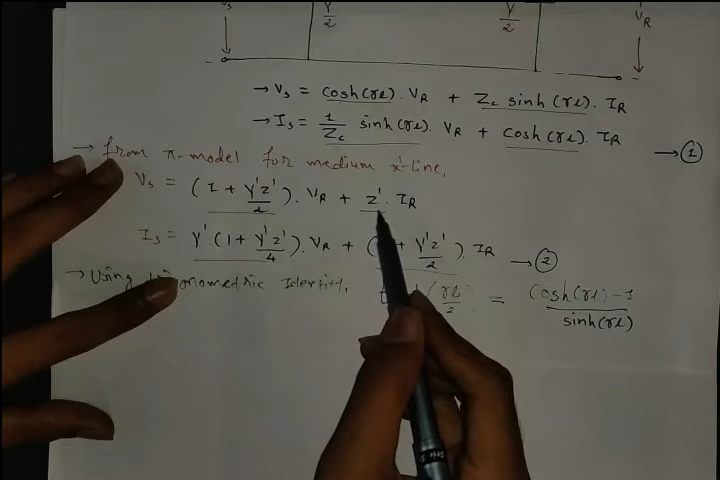 Vs Y/2 Y/2 VR
- -
→ Vs = cosh(γl). VR + Zc sinh(γl). IR
→ Is = 1/Zc sinh(γl). VR + cosh(γl). IR → ①
→ from π-model for medium x'-line,
Vs = (1 + Y'Z'/2). VR + Z'. IR
Is = Y'(1 + Y'Z'/4). VR + ( + Y'Z'/2). IR → ②
→ Using Identity, (γl/2) = cosh(γl)-1/sinh(γl)